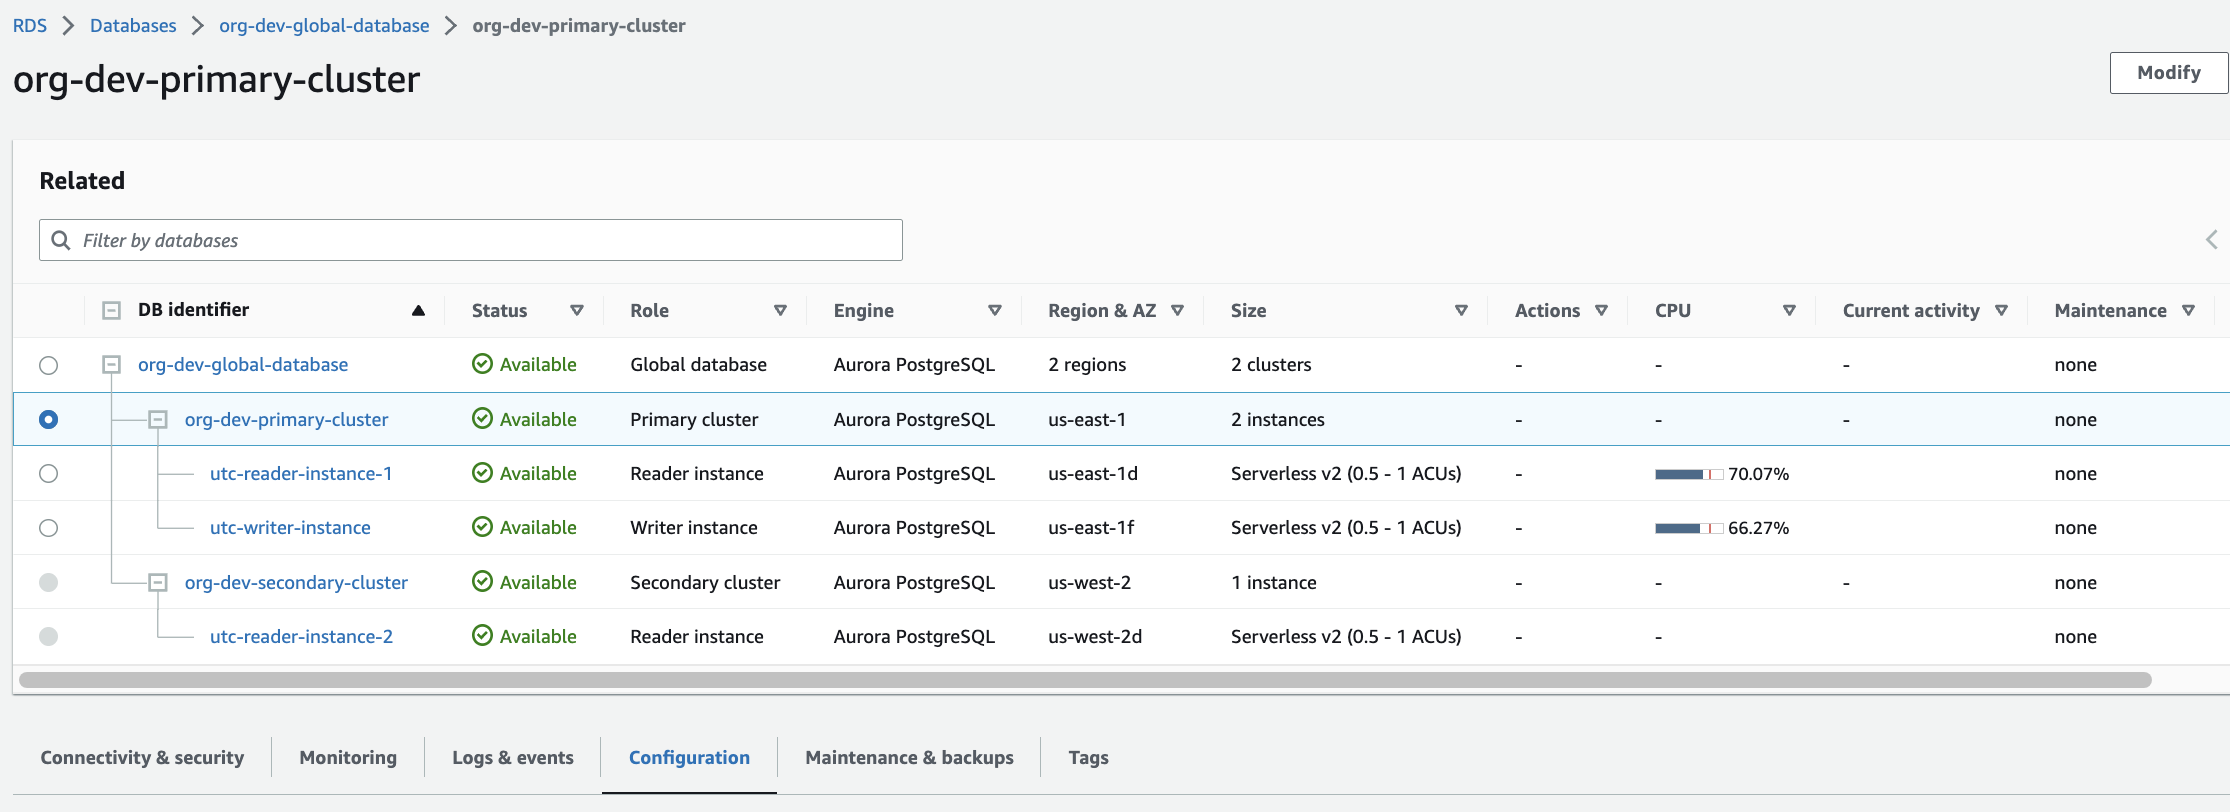 RDS > Databases > org-dev-global-database > org-dev-primary-cluster
org-dev-primary-cluster
Modify
Related
Filter by databases
DB identifier Status Role Engine Region & AZ Size Actions CPU Current activity Maintenance
org-dev-global-database Available Global database Aurora PostgreSQL 2 regions 2 clusters - - - none
org-dev-primary-cluster Available Primary cluster Aurora PostgreSQL us-east-1 2 instances - - - none
utc-reader-instance-1 Available Reader instance Aurora PostgreSQL us-east-1d Serverless v2 (0.5 - 1 ACUs) - 70.07% none
utc-writer-instance Available Writer instance Aurora PostgreSQL us-east-1f Serverless v2 (0.5 - 1 ACUs) - 66.27% none
org-dev-secondary-cluster Available Secondary cluster Aurora PostgreSQL us-west-2 1 instance - - - none
utc-reader-instance-2 Available Reader instance Aurora PostgreSQL us-west-2d Serverless v2 (0.5 - 1 ACUs) - - none
Connectivity & security Monitoring Logs & events Configuration Maintenance & backups Tags